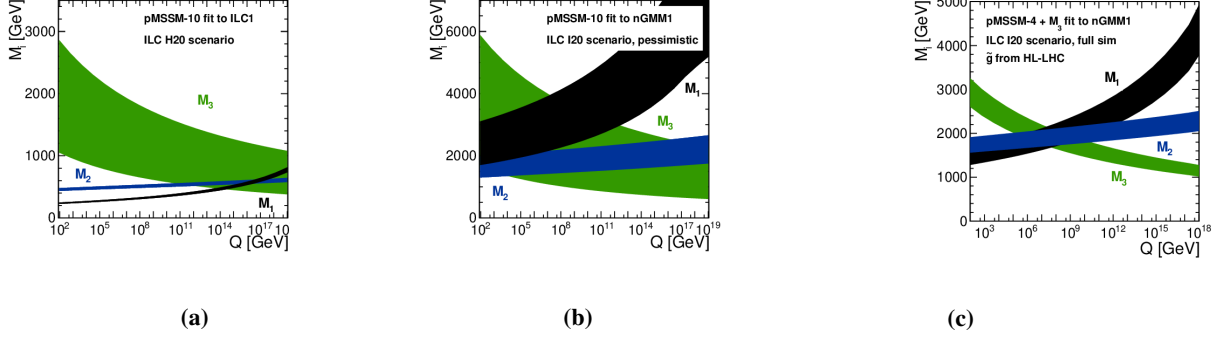 M_i [GeV]
3000
2000
1000
0
pMSSM-10 fit to ILC1
ILC H20 scenario
M_3
M_2
M_1
10^2 10^5 10^8 10^11 10^14 10^17 10
Q [GeV]
(a)
M_i [GeV]
6000
4000
2000
0
pMSSM-10 fit to nGMM1
ILC I20 scenario, pessimistic
M_1
M_3
M_2
10^2 10^5 10^8 10^11 10^14 10^17 10^19
Q [GeV]
(b)
M_i [GeV]
5000
4000
3000
2000
1000
0
pMSSM-4 + M_3 fit to nGMM1
ILC I20 scenario, full sim
g̃ from HL-LHC
M_1
M_2
M_3
10^3 10^6 10^9 10^12 10^15 10^18
Q [GeV]
(c)